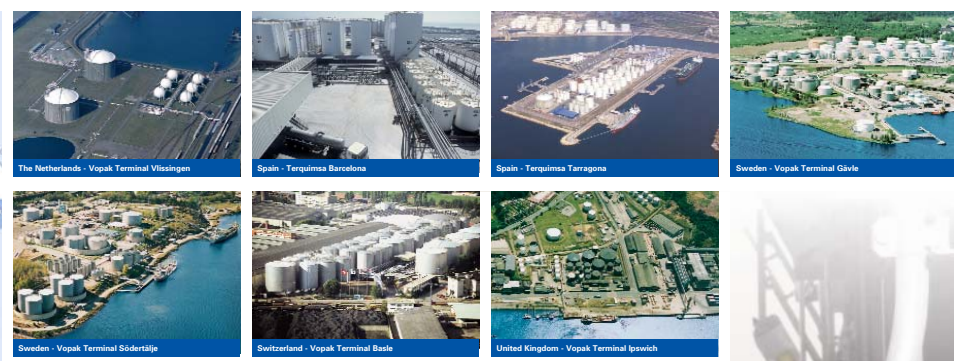 The Netherlands - Vopak Terminal Vlissingen
Spain - Terquimsa Barcelona
Spain - Terquimsa Tarragona
Sweden - Vopak Terminal Gävle
Sweden - Vopak Terminal Södertälje
Switzerland - Vopak Terminal Basle
United Kingdom - Vopak Terminal Ipswich